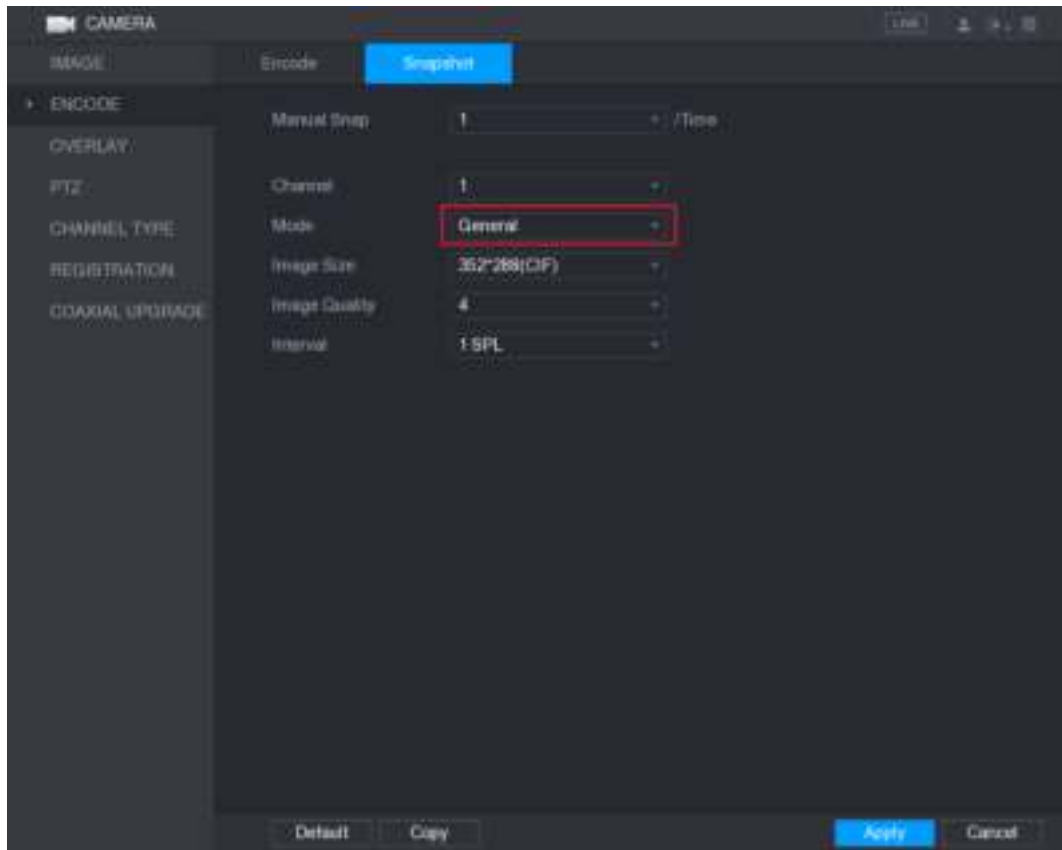 CAMERA
LIVE
IMAGE
Encode
Snapshot
ENCODE
Manual Snap 1 /Time
OVERLAY
PTZ
Channel 1
CHANNEL TYPE
Mode General
REGISTRATION
Image Size 352*288(CIF)
COAXIAL UPGRADE
Image Quality 4
Interval 1 SPL
Default
Copy
Apply
Cancel